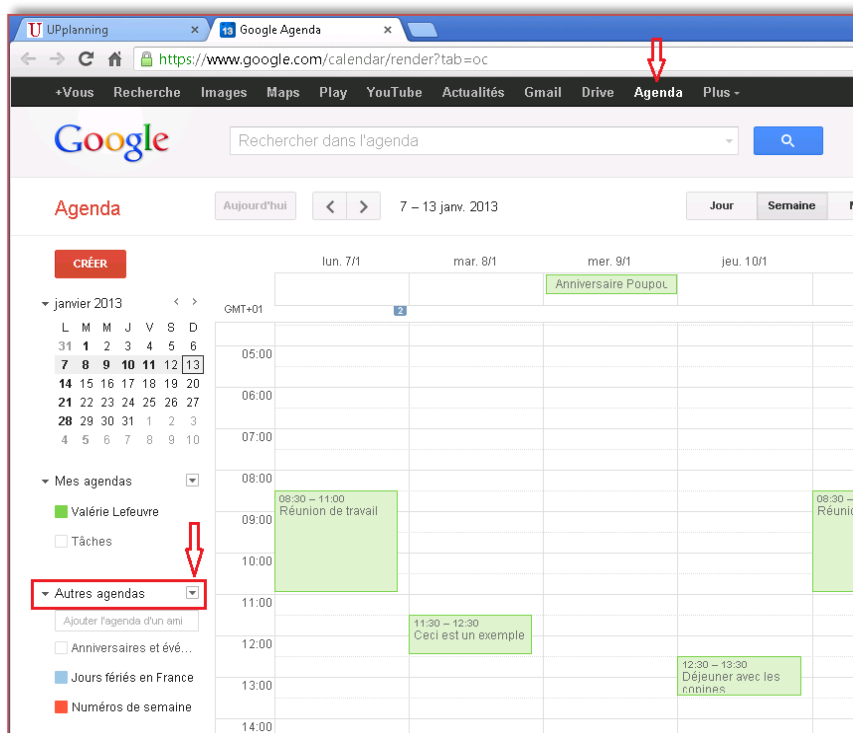 UPplanning × 13 Google Agenda ×
https://www.google.com/calendar/render?tab=oc
+Vous Recherche Images Maps Play YouTube Actualités Gmail Drive Agenda Plus
Google Rechercher dans l'agenda
Agenda Aujourd'hui < > 7 – 13 janv. 2013 Jour Semaine
CRÉER
lun. 7/1 mar. 8/1 mer. 9/1 jeu. 10/1
Anniversaire Poupou
janvier 2013 < >
GMT+01 2
L M M J V S D
31 1 2 3 4 5 6
7 8 9 10 11 12 13
14 15 16 17 18 19 20
21 22 23 24 25 26 27
28 29 30 31 1 2 3
4 5 6 7 8 9 10
Mes agendas
Valérie Lefeuvre
Tâches
Autres agendas
Ajouter l'agenda d'un ami
Anniversaires et évé...
Jours fériés en France
Numéros de semaine
05:00
06:00
07:00
08:00
08:30 – 11:00
Réunion de travail
08:30 –
Réunio
09:00
10:00
11:00
11:30 – 12:30
Ceci est un exemple
12:00
12:30 – 13:30
Déjeuner avec les
copines
13:00
14:00